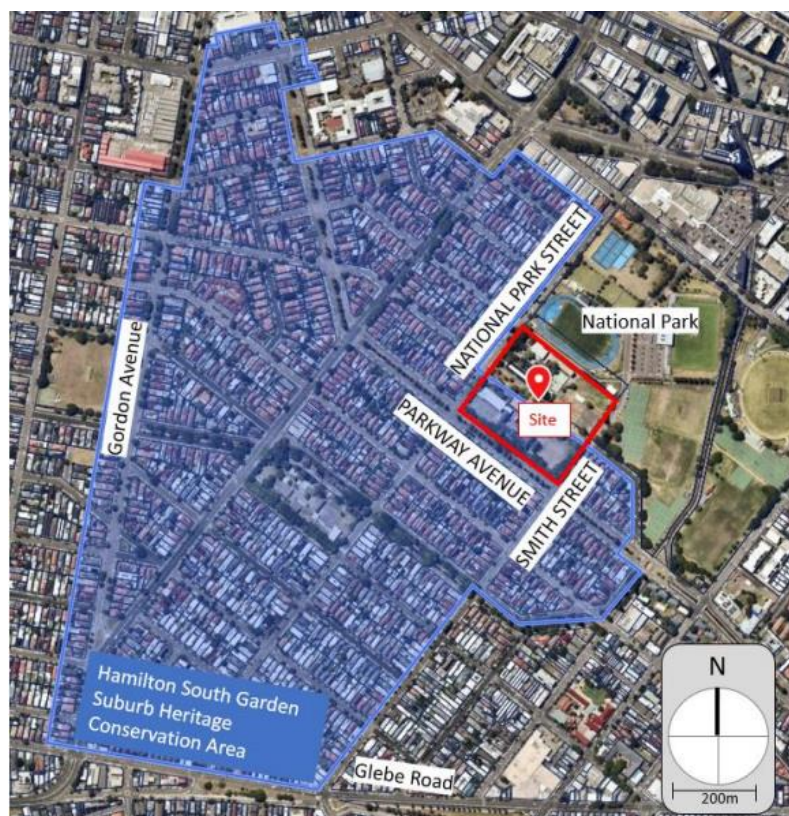 NATIONAL PARK STREET
National Park
Gordon Avenue
Site
PARKWAY AVENUE
SMITH STREET
Hamilton South Garden
Suburb Heritage
Conservation Area
Glebe Road
N
200m